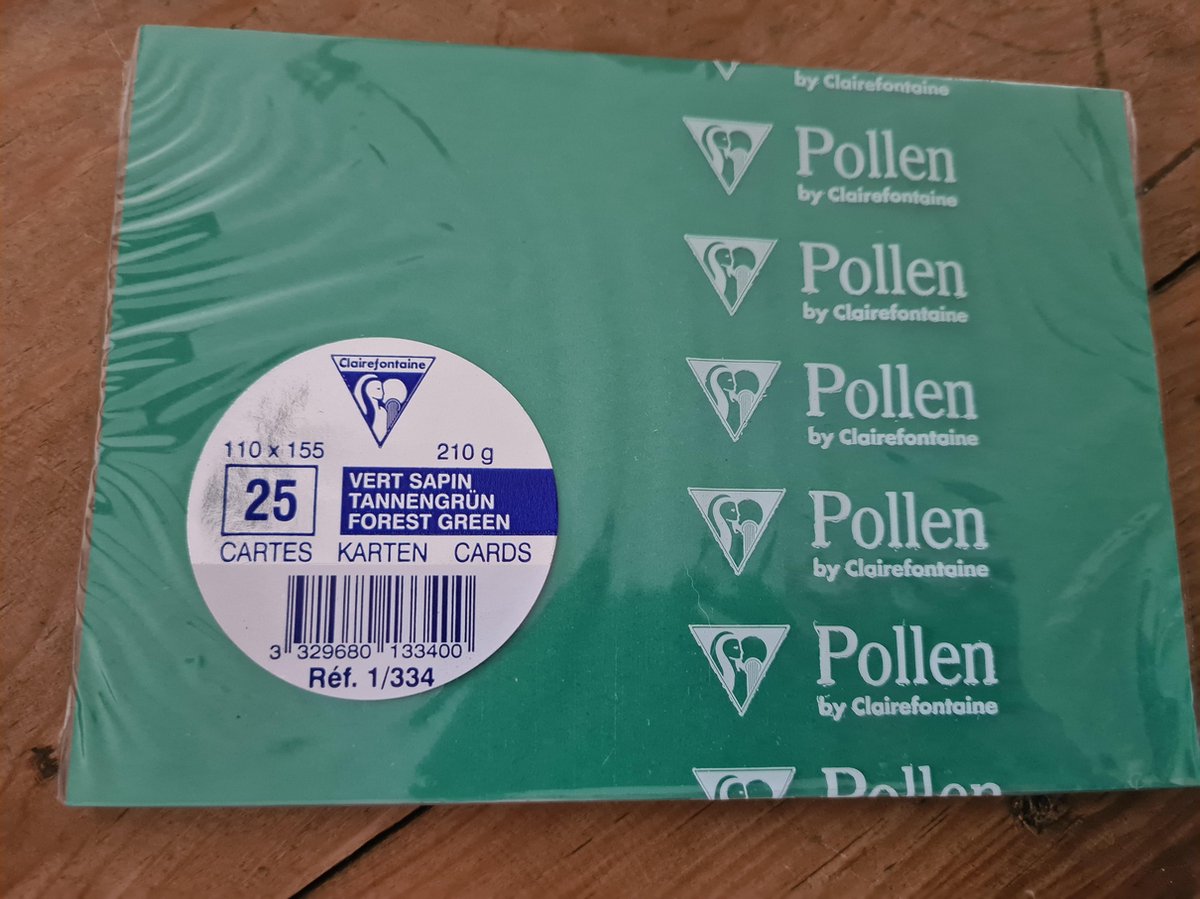 by Clairefontaine
Pollen
by Clairefontaine
Pollen
by Clairefontaine
Pollen
by Clairefontaine
Pollen
by Clairefontaine
Pollen
by Clairefontaine
Pollen
Clairefontaine
110 x 155 210 g
25
VERT SAPIN
TANNENGRÜN
FOREST GREEN
CARTES KARTEN CARDS
3 329680 133400
Réf. 1/334